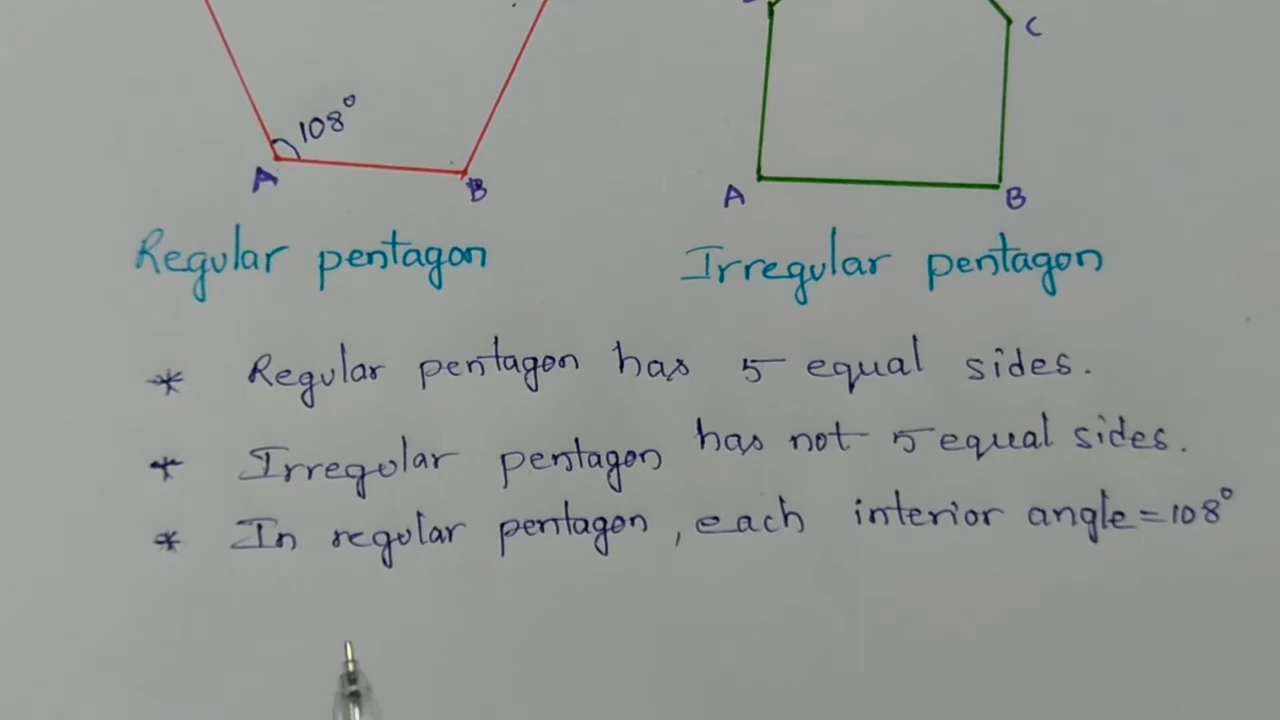 C
108°
A
B
A
B
Regular pentagon
Irregular pentagon
* Regular pentagon has 5 equal sides.
* Irregular pentagon has not 5 equal sides.
* In regular pentagon, each interior angle=108°